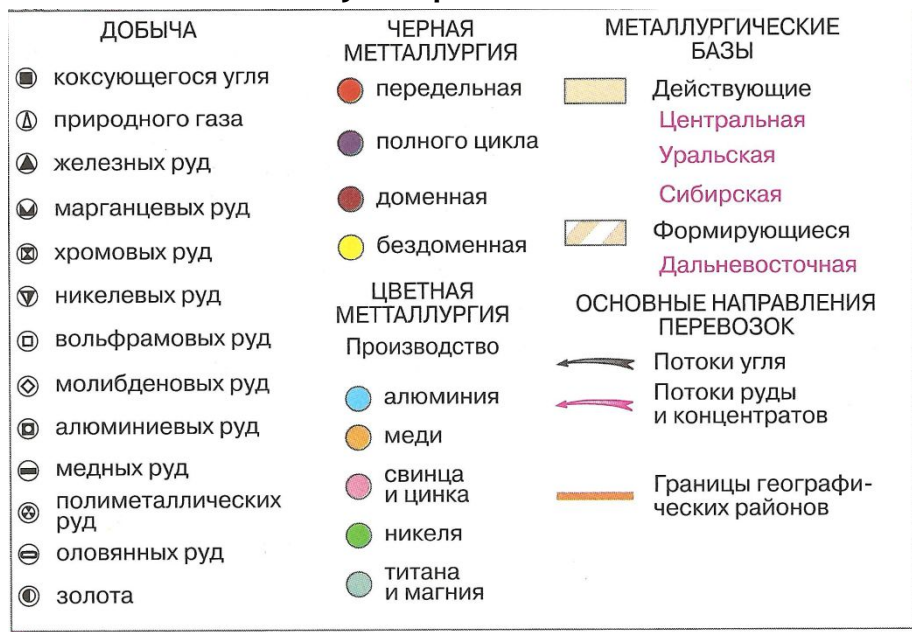 ДОБЫЧА
коксующегося угля
природного газа
железных руд
марганцевых руд
хромовых руд
никелевых руд
вольфрамовых руд
молибденовых руд
алюминиевых руд
медных руд
полиметаллических
руд
оловянных руд
золота
ЧЕРНАЯ
МЕТТАЛЛУРГИЯ
передельная
полного цикла
доменная
бездоменная
ЦВЕТНАЯ
МЕТТАЛЛУРГИЯ
Производство
алюминия
меди
свинца
и цинка
никеля
титана
и магния
МЕТАЛЛУРГИЧЕСКИЕ
БАЗЫ
Действующие
Центральная
Уральская
Сибирская
Формирующиеся
Дальневосточная
ОСНОВНЫЕ НАПРАВЛЕНИЯ
ПЕРЕВОЗОК
Потоки угля
Потоки руды
и концентратов
Границы географи-
ческих районов